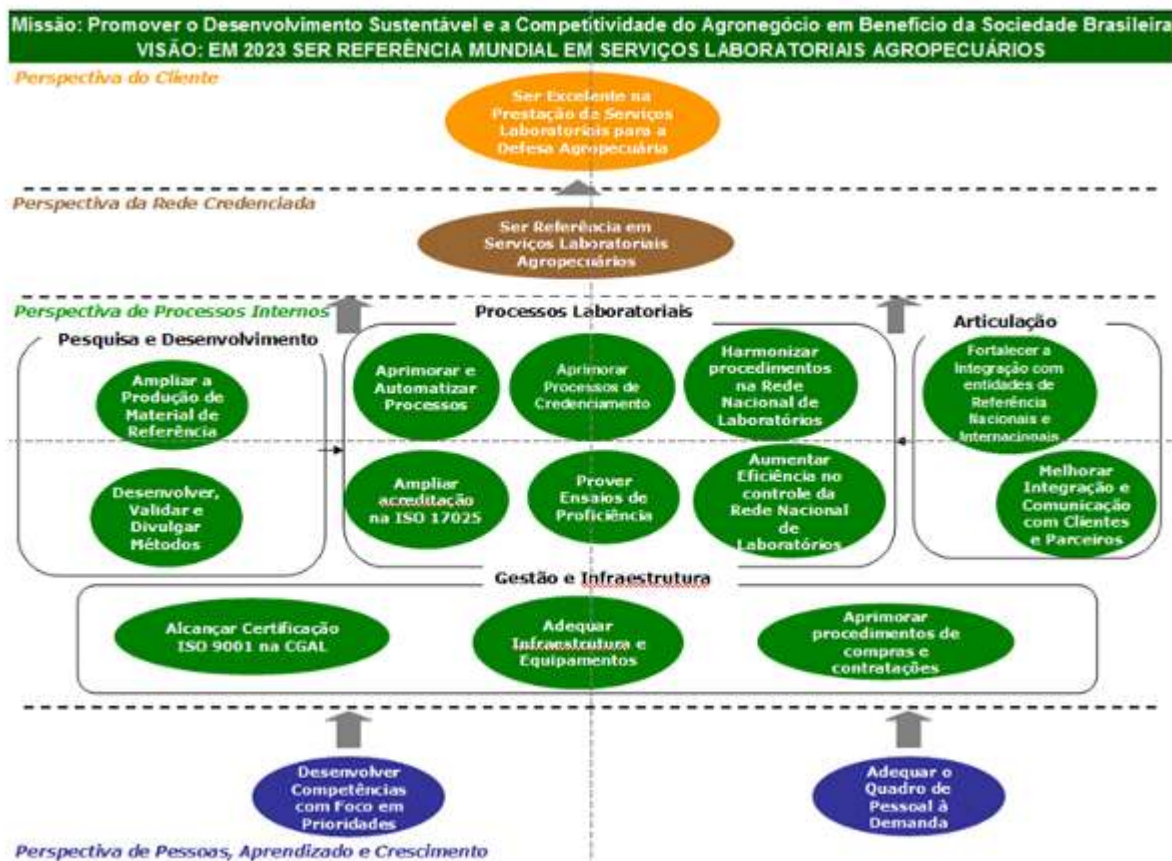 Missão: Promover o Desenvolvimento Sustentável e a Competitividade do Agronegócio em Benefício da Sociedade Brasileira
VISÃO: EM 2023 SER REFERÊNCIA MUNDIAL EM SERVIÇOS LABORATORIAIS AGROPECUÁRIOS
Perspectiva do Cliente
Ser Excelente na
Prestação de Serviços
Laboratoriais para a
Defesa Agropecuária
Perspectiva da Rede Credenciada
Ser Referência em
Serviços Laboratoriais
Agropecuários
Perspectiva de Processos Internos
Pesquisa e Desenvolvimento
Ampliar a
Produção de
Material de
Referência
Desenvolver,
Validar e
Divulgar
Métodos
Processos Laboratoriais
Aprimorar e
Automatizar
Processos
Aprimorar
Processos de
Credenciamento
Harmonizar
procedimentos
na Rede
Nacional de
Laboratórios
Ampliar
acreditação
na ISO 17025
Prover
Ensaios de
Proficiência
Aumentar
Eficiência no
controle da
Rede Nacional
de
Laboratórios
Articulação
Fortalecer a
Integração com
entidades de
Referência
Nacionais e
Internacionais
Melhorar
Integração e
Comunicação
com Clientes
e Parceiros
Gestão e Infraestrutura
Alcançar Certificação
ISO 9001 na CGAL
Adequar
Infraestrutura e
Equipamentos
Aprimorar
procedimentos de
compras e
contratações
Desenvolver
Competências
com Foco em
Prioridades
Adequar o
Quadro de
Pessoal à
Demanda
Perspectiva de Pessoas, Aprendizado e Crescimento